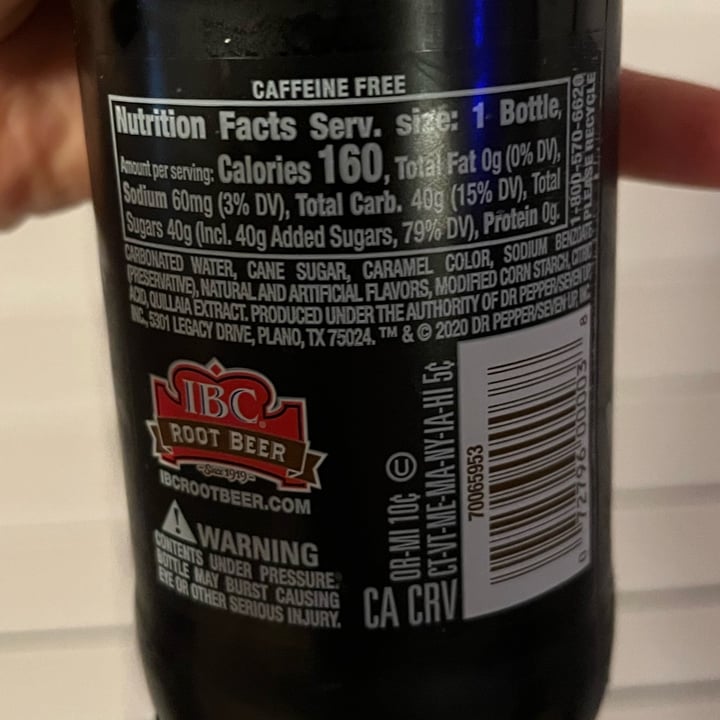 CAFFEINE FREE
Nutrition Facts Serv. size: 1 Bottle,
Amount per serving: Calories 160, Total Fat 0g (0% DV),
Sodium 60mg (3% DV), Total Carb. 40g (15% DV), Total
Sugars 40g (Incl. 40g Added Sugars, 79% DV), Protein 0g.
1-800-570-6620
PLEASE RECYCLE
CARBONATED WATER, CANE SUGAR, CARAMEL COLOR, SODIUM BENZOATE
(PRESERVATIVE), NATURAL AND ARTIFICIAL FLAVORS, MODIFIED CORN STARCH, CITRIC
ACID, QUILLAIA EXTRACT. PRODUCED UNDER THE AUTHORITY OF DR PEPPER/SEVEN UP,
INC., 5301 LEGACY DRIVE, PLANO, TX 75024. ™ & © 2020 DR PEPPER/SEVEN UP, INC.
IBC®
ROOT BEER
Since 1919
IBCROOTBEER.COM
WARNING
CONTENTS UNDER PRESSURE.
BOTTLE MAY BURST CAUSING
EYE OR OTHER SERIOUS INJURY.
OR-MI 10¢ Ⓤ
CT-VT-ME-MA-NY-IA-HI 5¢
CA CRV
70065953
0 72796 00003 8